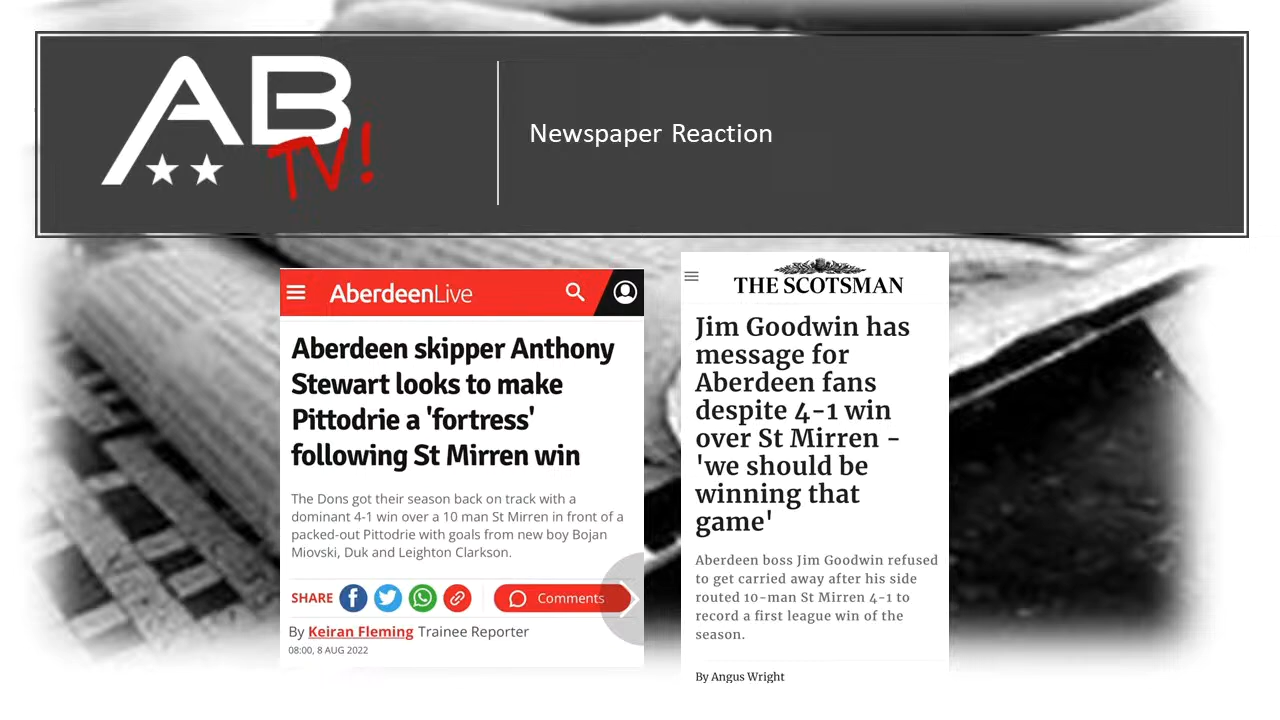 AB
TV!
Newspaper Reaction
AberdeenLive
Aberdeen skipper Anthony
Stewart looks to make
Pittodrie a 'fortress'
following St Mirren win
The Dons got their season back on track with a
dominant 4-1 win over a 10 man St Mirren in front of a
packed-out Pittodrie with goals from new boy Bojan
Miovski, Duk and Leighton Clarkson.
SHARE
Comments
By Keiran Fleming Trainee Reporter
08:00, 8 AUG 2022
THE SCOTSMAN
Jim Goodwin has
message for
Aberdeen fans
despite 4-1 win
over St Mirren -
'we should be
winning that
game'
Aberdeen boss Jim Goodwin refused
to get carried away after his side
routed 10-man St Mirren 4-1 to
record a first league win of the
season.
By Angus Wright